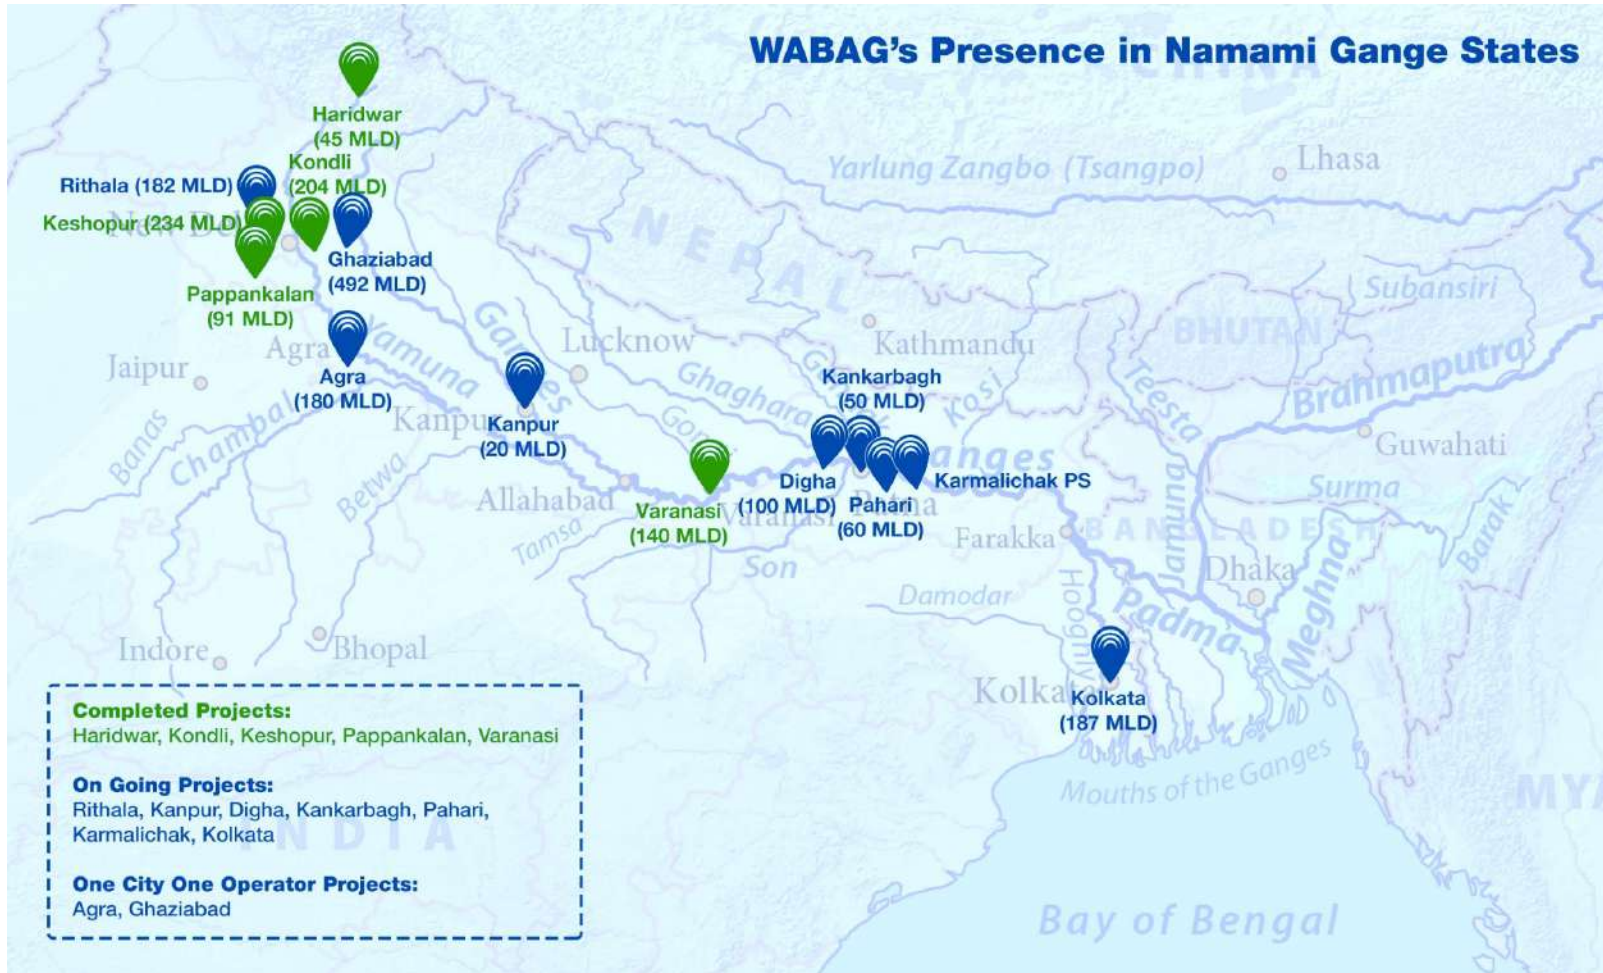 WABAG's Presence in Namami Gange States
CHINA
Haridwar
(45 MLD)
Kondli
(204 MLD)
Rithala (182 MLD)
Keshopur (234 MLD)
Ghaziabad
(492 MLD)
Pappankalan
(91 MLD)
Yarlung Zangbo (Tsangpo)
Lhasa
NEPAL
Subansiri
BHUTAN
Ganges
Yamuna
Lucknow
Kathmandu
Agra
Agra
(180 MLD)
Jaipur
Ghaghara
Kankarbagh
(50 MLD)
Kosi
Teesta
Brahmaputra
Banas
Chambal
Kanpur
Kanpur
(20 MLD)
Guwahati
Betwa
Allahabad
Varanasi
(140 MLD)
Varanasi
Digha
(100 MLD)
Patna
Pahari
(60 MLD)
Karmalichak PS
Ganges
Surma
Barak
Tamsa
Son
Farakka
BANGLADESH
Jamuna
Dhaka
Meghna
Damodar
Hooghly
Padma
Indore
Bhopal
Kolkata
Kolkata
(187 MLD)
Mouths of the Ganges
INDIA
Bay of Bengal
Completed Projects:
Haridwar, Kondli, Keshopur, Pappankalan, Varanasi
On Going Projects:
Rithala, Kanpur, Digha, Kankarbagh, Pahari,
Karmalichak, Kolkata
One City One Operator Projects:
Agra, Ghaziabad